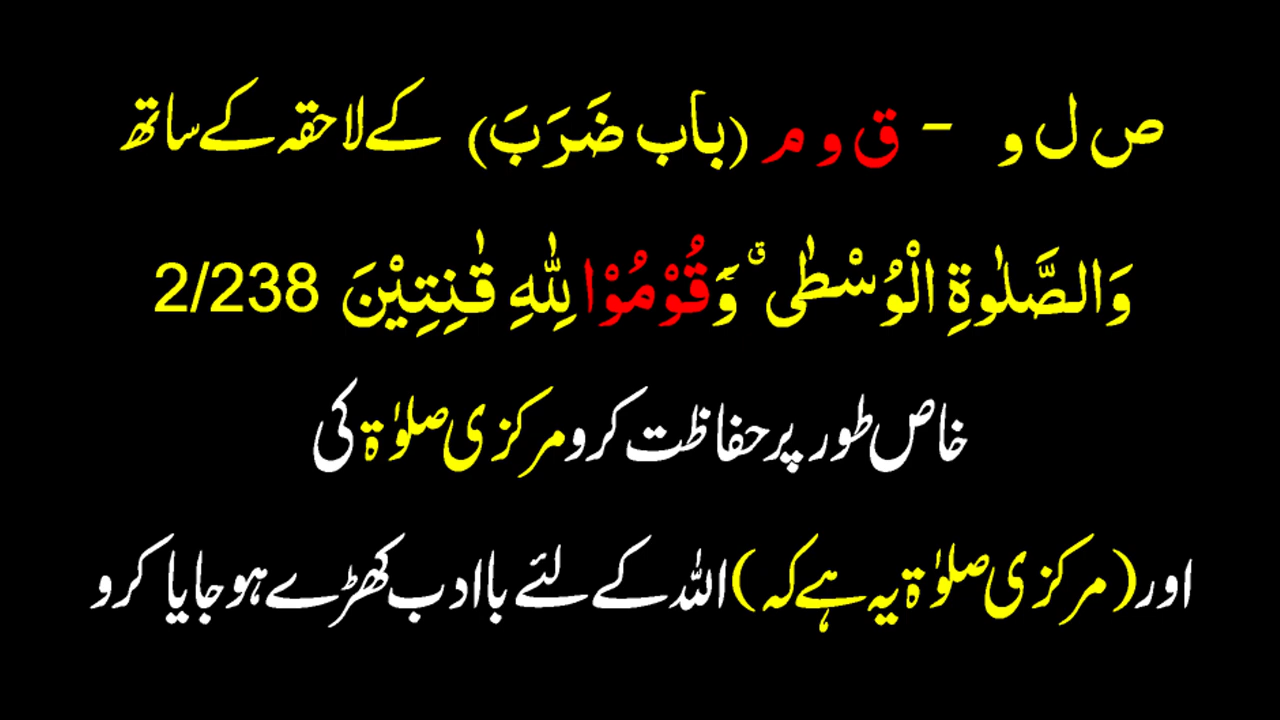 ص ل و - ق و م (باب ضَرَبَ) کے لاحقہ کے ساتھ
وَالصَّلٰوةِ الْوُسْطٰى ۗ وَقُوْمُوْا لِلّٰهِ قٰنِتِيْنَ 2/238
خاص طور پر حفاظت کرو مرکزی صلوٰۃ کی
اور (مرکزی صلوٰۃ یہ ہے کہ) اللہ کے لئے باادب کھڑے ہو جایا کرو